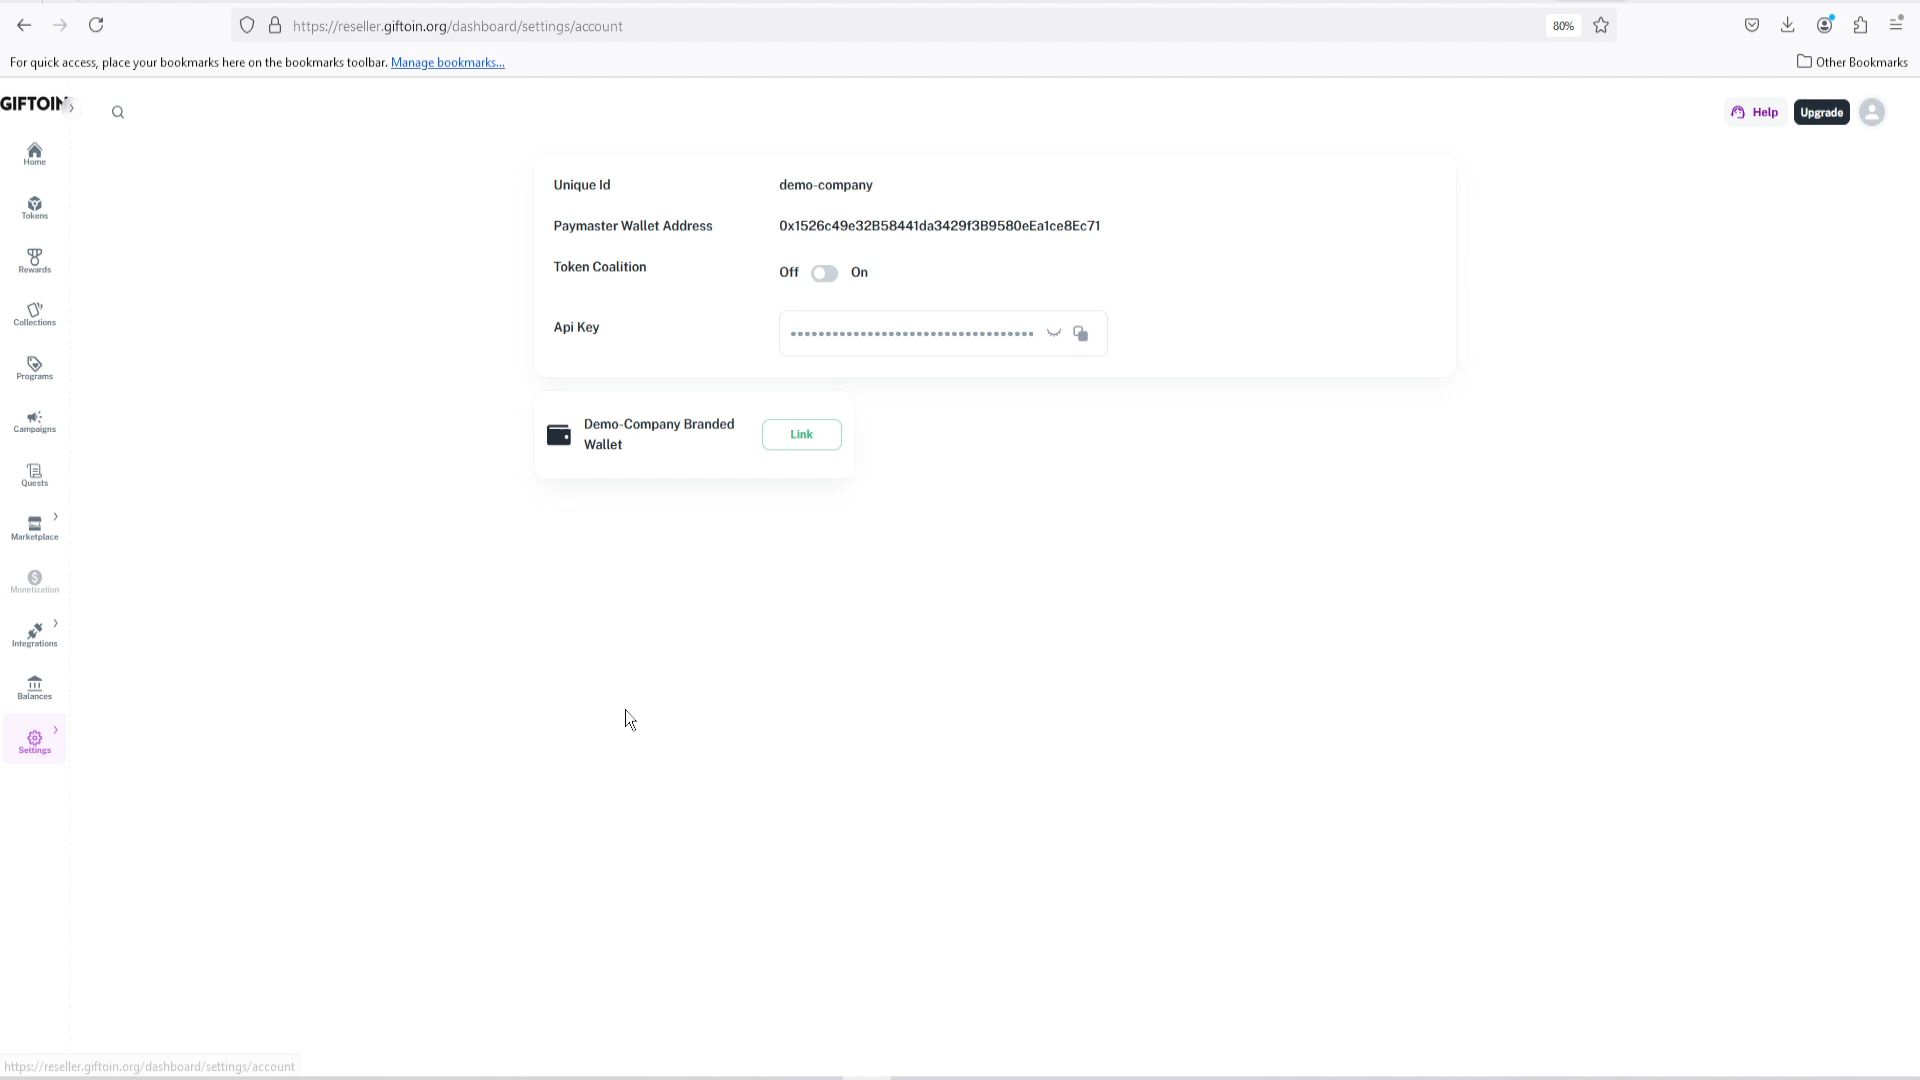 https://reseller.giftoin.org/dashboard/settings/account
80%
For quick access, place your bookmarks here on the bookmarks toolbar. Manage bookmarks...
Other Bookmarks
GIFTOIN
Help
Upgrade
Home
Tokens
Rewards
Collections
Programs
Campaigns
Quests
Marketplace
Monetization
Integrations
Balances
Settings
Unique Id demo-company
Paymaster Wallet Address 0x1526c49e32B58441da3429f3B9580eEa1ce8Ec71
Token Coalition Off On
Api Key
Demo-Company Branded
Wallet
Link
https://reseller.giftoin.org/dashboard/settings/account